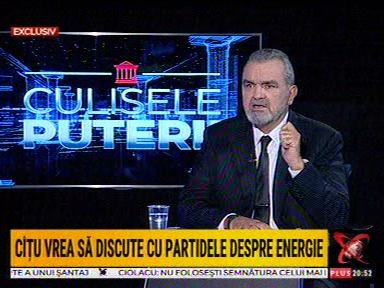 EXCLUSIV
CULISELE
PUTERII
CÎȚU VREA SĂ DISCUTE CU PARTIDELE DESPRE ENERGIE
TE A UNUI ȘANTAJ | CIOLACU: NU FOLOSEȘTI SEMNĂTURA CELUI MAI I
PLUS 20:52